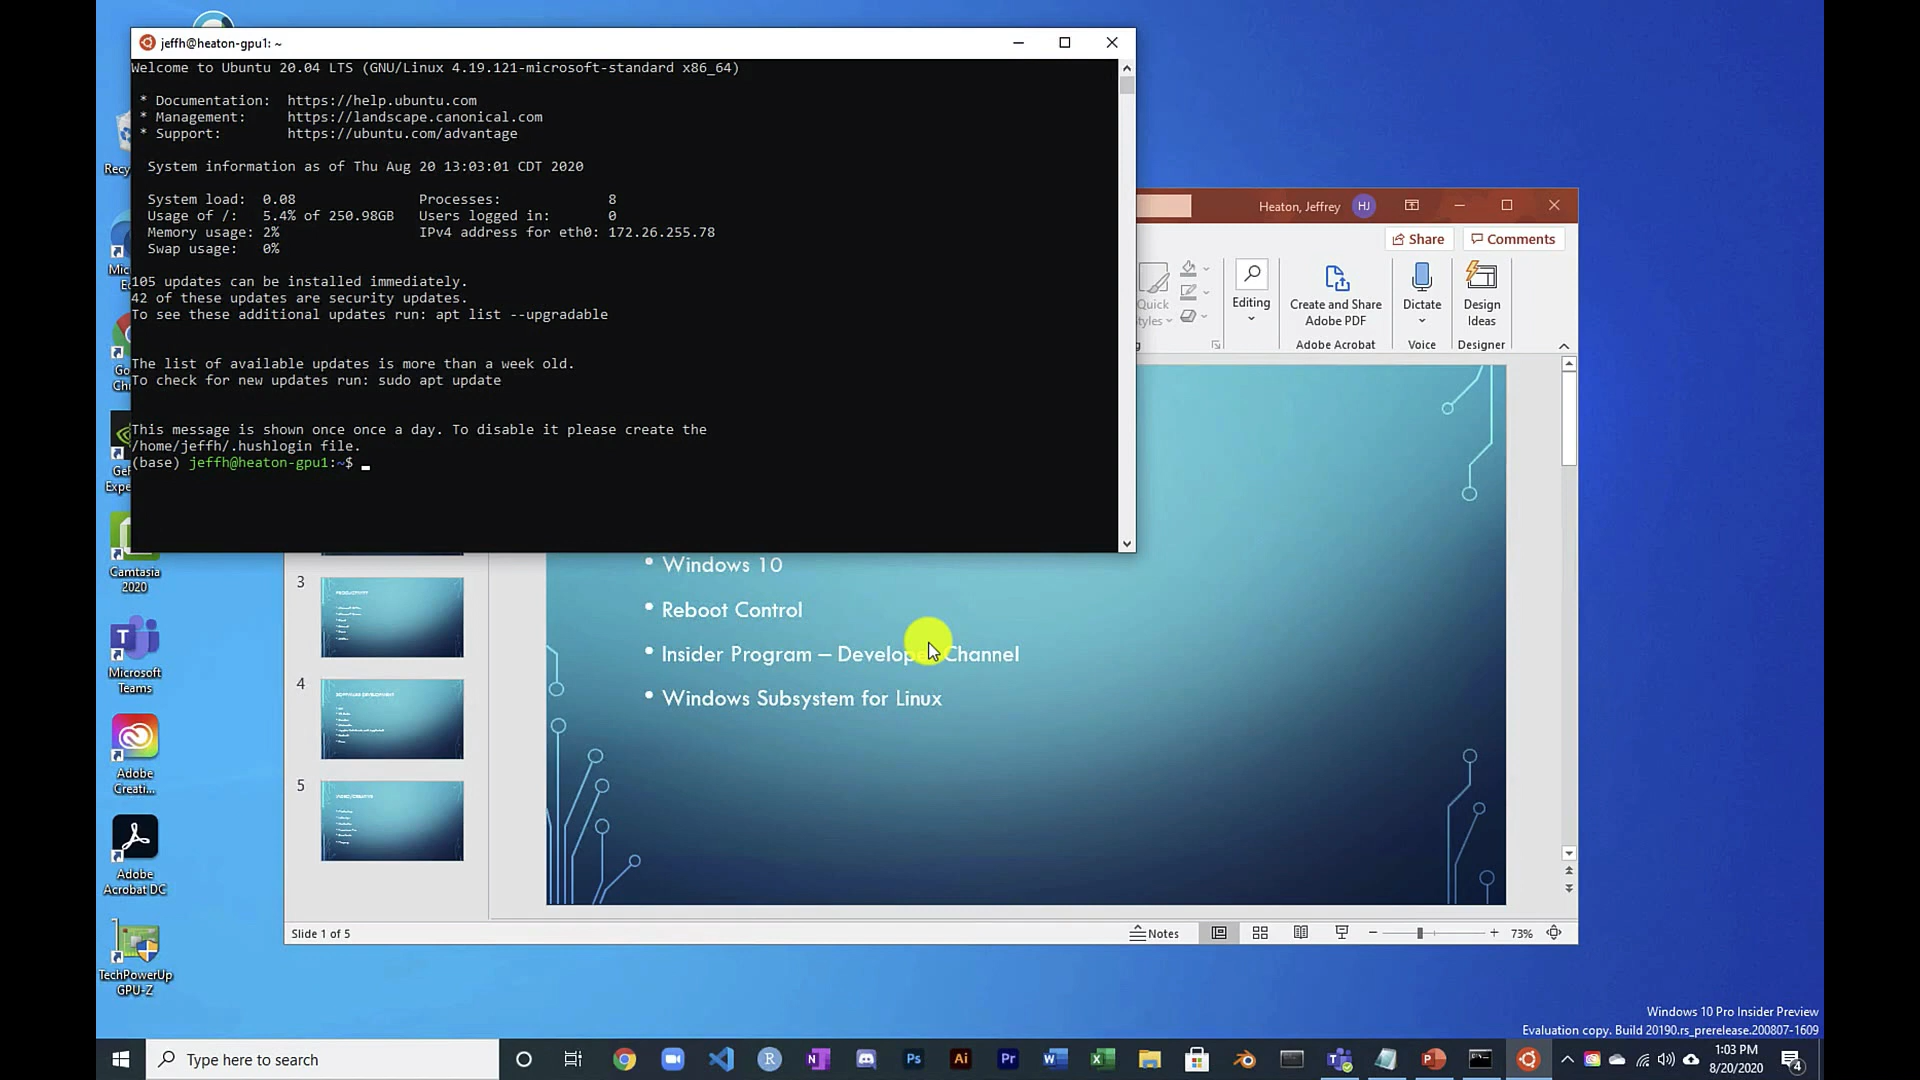 jeffh@heaton-gpu1: ~
Welcome to Ubuntu 20.04 LTS (GNU/Linux 4.19.121-microsoft-standard x86_64)
* Documentation:  https://help.ubuntu.com
* Management:     https://landscape.canonical.com
* Support:        https://ubuntu.com/advantage
System information as of Thu Aug 20 13:03:01 CDT 2020
System load:  0.08               Processes:             8
Usage of /:   5.4% of 250.98GB   Users logged in:       0
Memory usage: 2%                 IPv4 address for eth0: 172.26.255.78
Swap usage:   0%
105 updates can be installed immediately.
42 of these updates are security updates.
To see these additional updates run: apt list --upgradable
The list of available updates is more than a week old.
To check for new updates run: sudo apt update
This message is shown once once a day. To disable it please create the
/home/jeffh/.hushlogin file.
(base) jeffh@heaton-gpu1:~$
Heaton, Jeffrey HJ
Share Comments
Quick
Styles
Editing
Create and Share
Adobe PDF
Dictate
Design
Ideas
Adobe Acrobat Voice Designer
• Windows 10
• Reboot Control
• Insider Program – Developer Channel
• Windows Subsystem for Linux
3
4
5
Slide 1 of 5
Notes
73%
Camtasia
2020
Microsoft
Teams
Adobe
Creati...
Adobe
Acrobat DC
TechPowerUp
GPU-Z
Windows 10 Pro Insider Preview
Evaluation copy. Build 20190.rs_prerelease.200807-1609
Type here to search
1:03 PM
8/20/2020
4